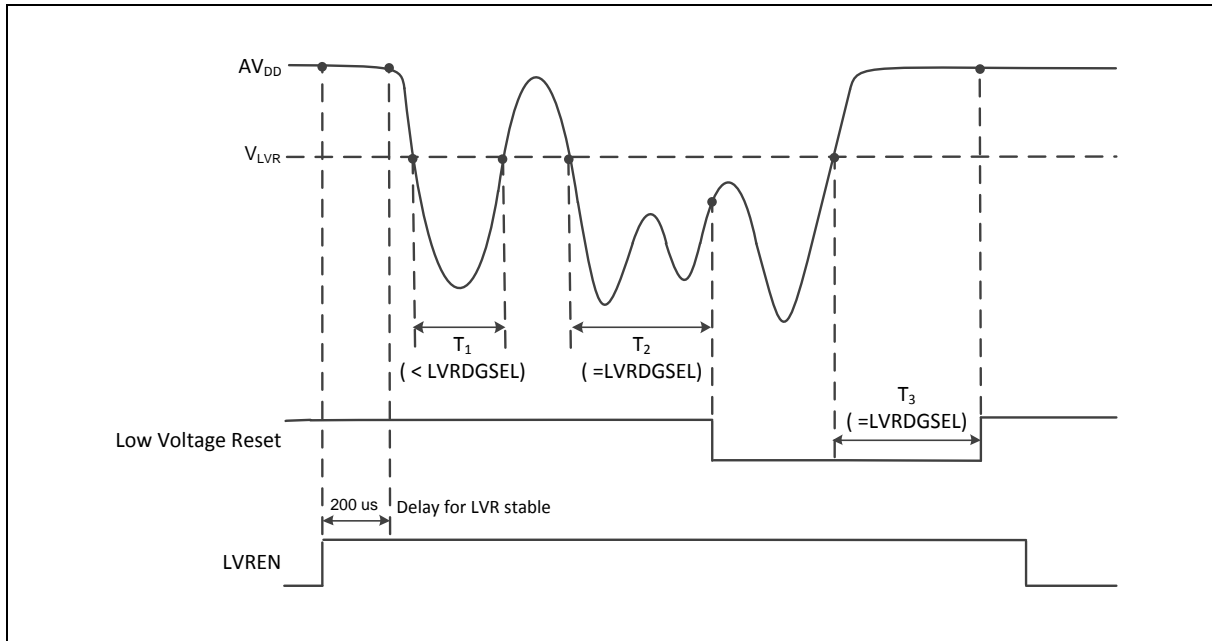 AVDD
VLVR
T1
( < LVRDGSEL)
T2
( =LVRDGSEL)
T3
( =LVRDGSEL)
Low Voltage Reset
200 us
Delay for LVR stable
LVREN